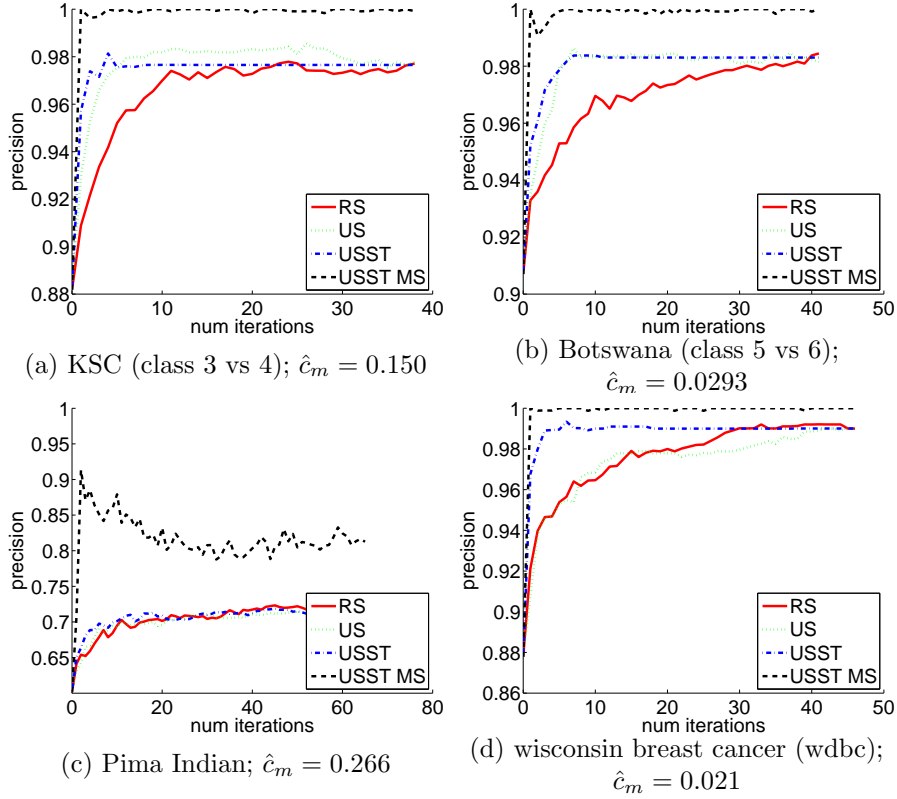 1
0.98
0.96
0.94
0.92
0.9
0.88
precision
0 10 20 30 40
num iterations
RS
US
USST
USST MS
(a) KSC (class 3 vs 4); ĉm = 0.150
1
0.98
0.96
0.94
0.92
0.9
precision
0 10 20 30 40 50
num iterations
RS
US
USST
USST MS
(b) Botswana (class 5 vs 6);
ĉm = 0.0293
1
0.95
0.9
0.85
0.8
0.75
0.7
0.65
precision
0 20 40 60 80
num iterations
RS
US
USST
USST MS
(c) Pima Indian; ĉm = 0.266
1
0.98
0.96
0.94
0.92
0.9
0.88
0.86
precision
0 10 20 30 40 50
num iterations
RS
US
USST
USST MS
(d) wisconsin breast cancer (wdbc);
ĉm = 0.021